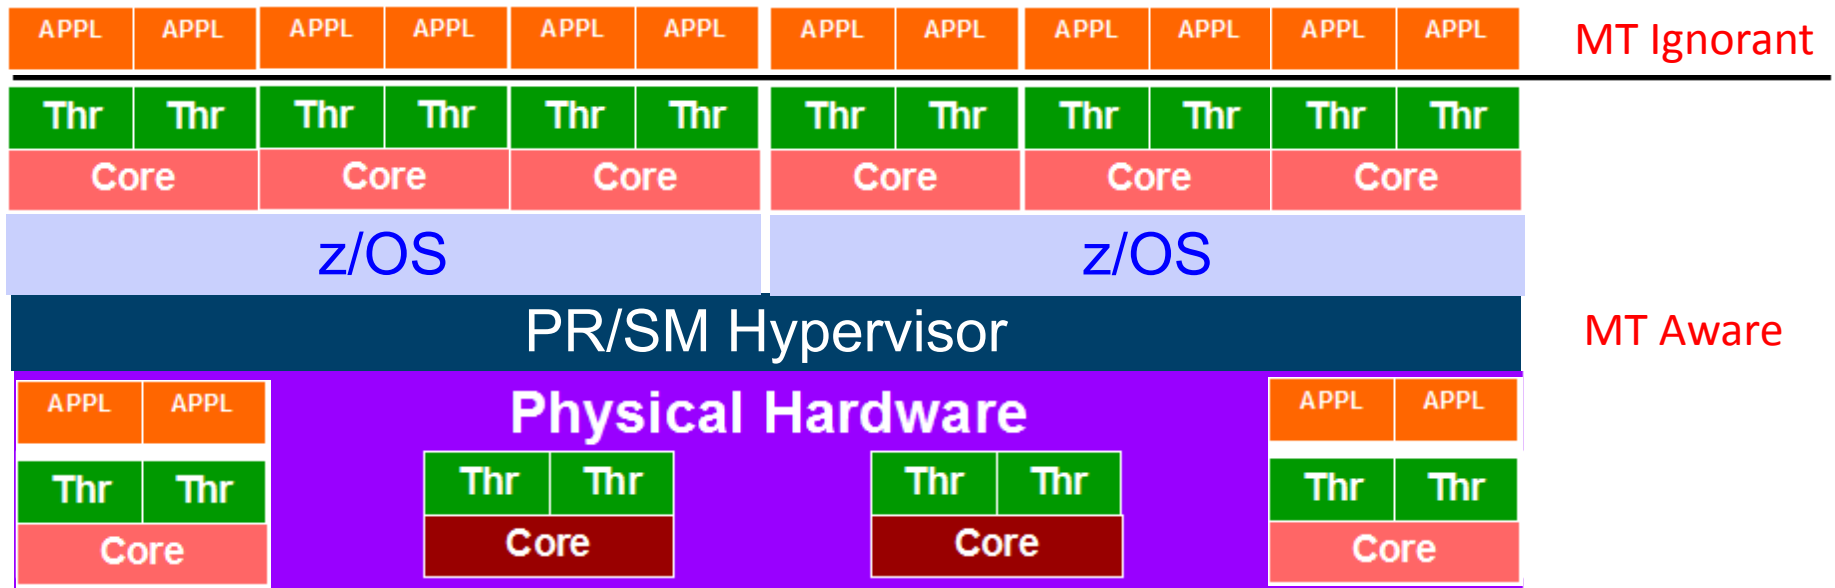 APPL APPL APPL APPL APPL APPL APPL APPL APPL APPL APPL APPL MT Ignorant
Thr Thr Thr Thr Thr Thr Thr Thr Thr Thr Thr Thr
Core Core Core Core Core Core
z/OS z/OS
PR/SM Hypervisor MT Aware
APPL APPL Physical Hardware APPL APPL
Thr Thr Thr Thr Thr Thr Thr Thr
Core Core Core Core